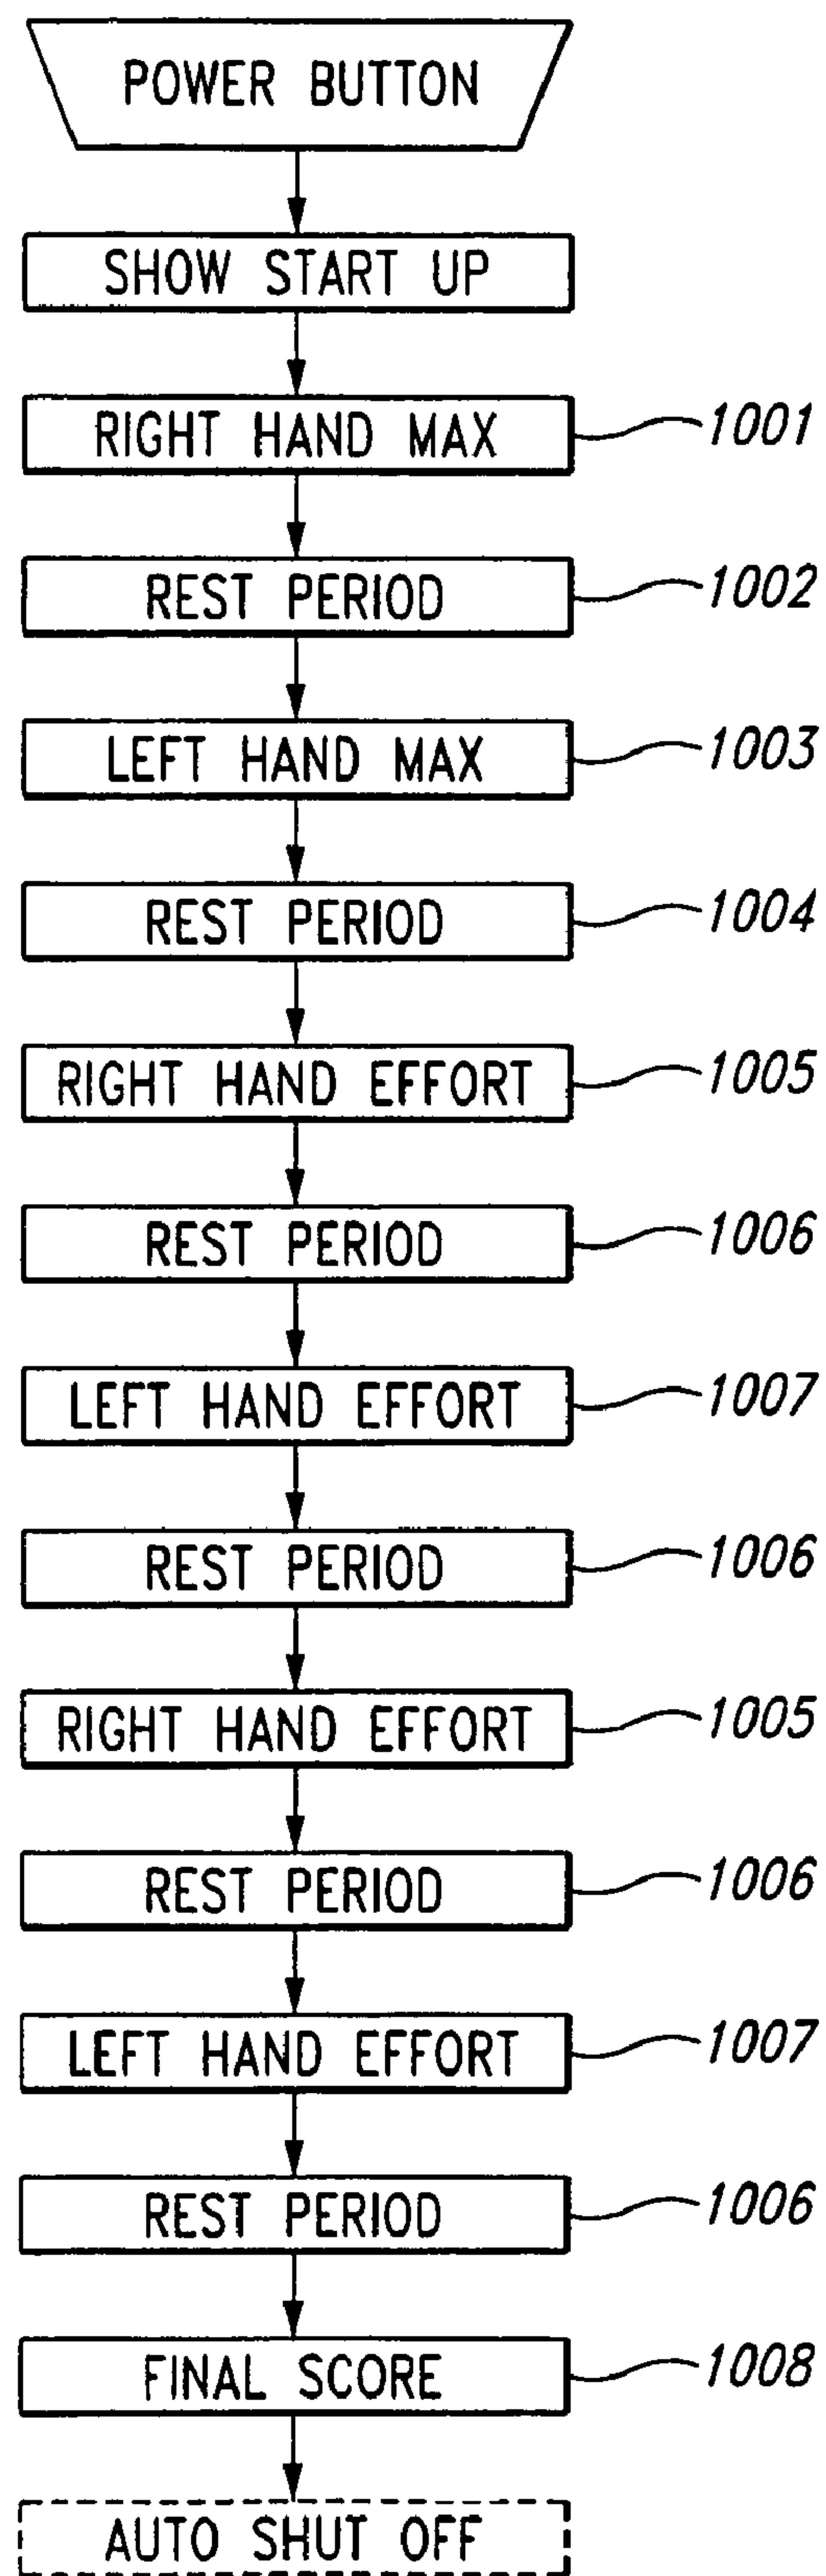 POWER BUTTON
SHOW START UP
RIGHT HAND MAX 1001
REST PERIOD 1002
LEFT HAND MAX 1003
REST PERIOD 1004
RIGHT HAND EFFORT 1005
REST PERIOD 1006
LEFT HAND EFFORT 1007
REST PERIOD 1006
RIGHT HAND EFFORT 1005
REST PERIOD 1006
LEFT HAND EFFORT 1007
REST PERIOD 1006
FINAL SCORE 1008
AUTO SHUT OFF